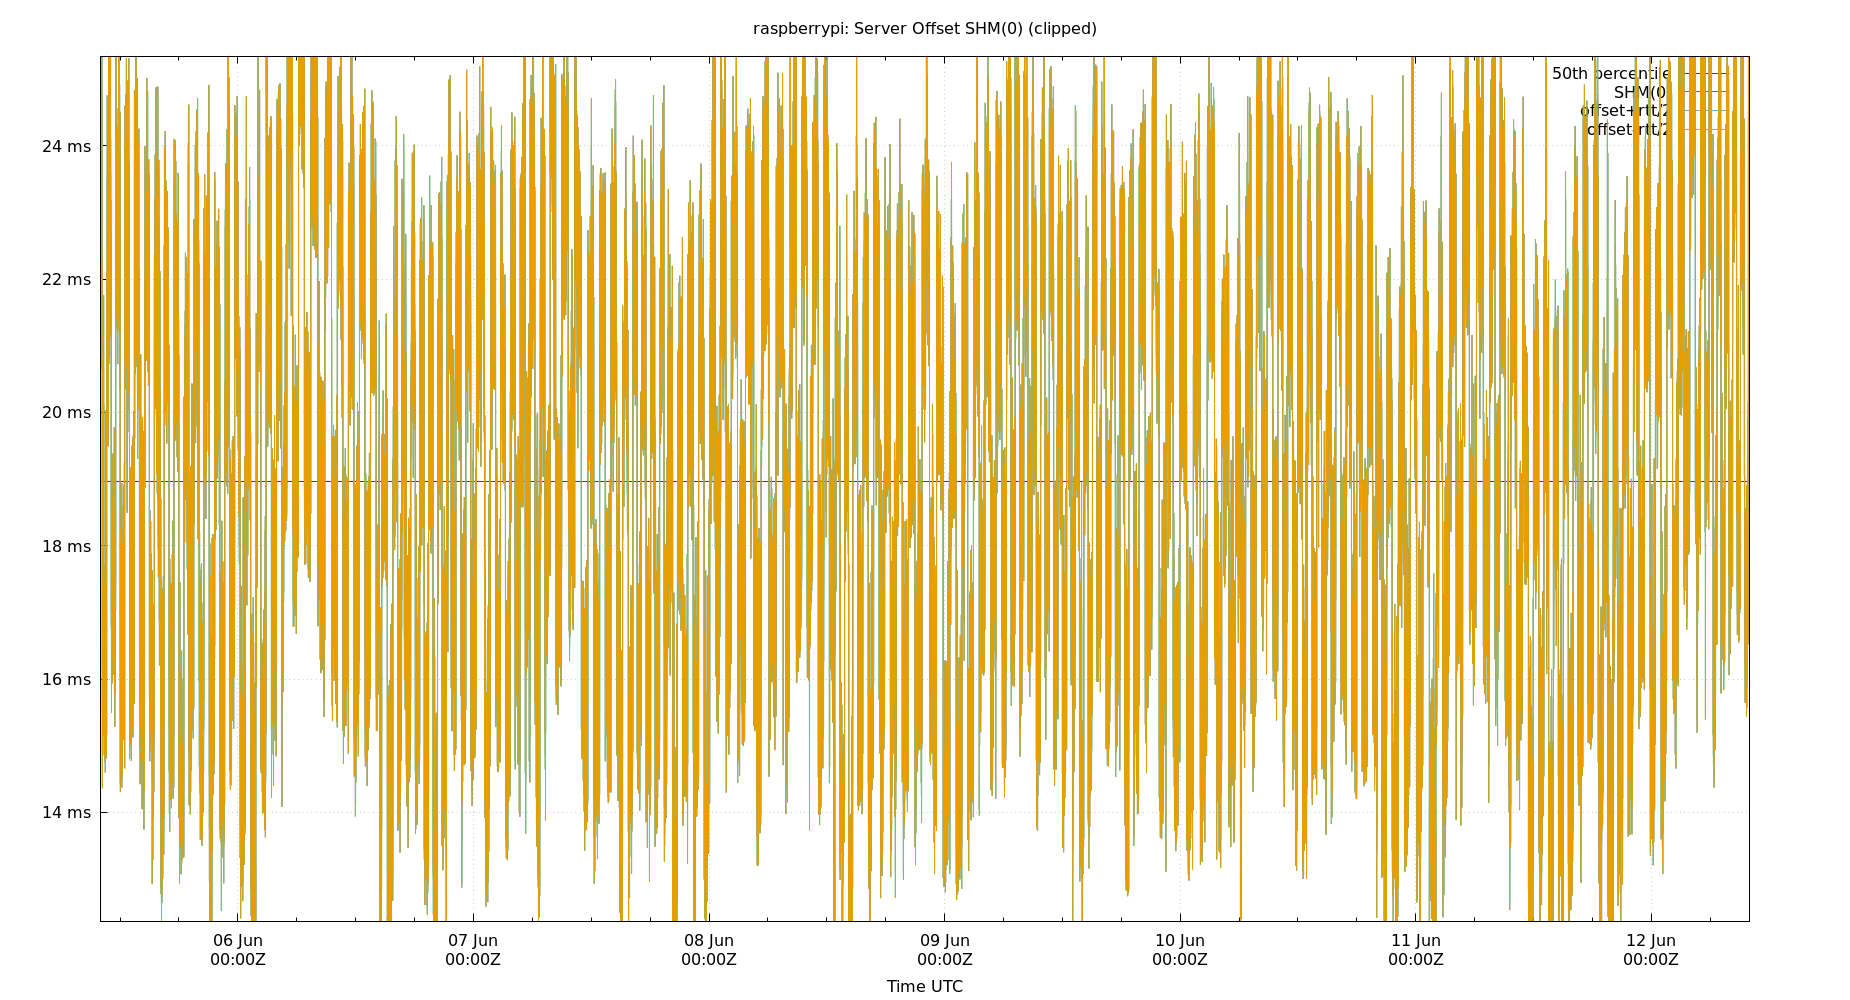 raspberrypi: Server Offset SHM(0) (clipped)
50th percentile
SHM(0)
offset+rtt/2
offset-rtt/2
24 ms
22 ms
20 ms
18 ms
16 ms
14 ms
06 Jun 07 Jun 08 Jun 09 Jun 10 Jun 11 Jun 12 Jun
00:00Z 00:00Z 00:00Z 00:00Z 00:00Z 00:00Z 00:00Z
Time UTC